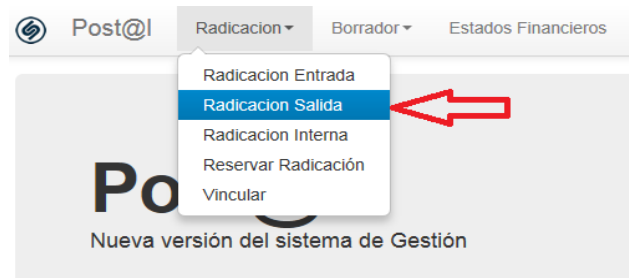 Post@l Radicacion Borrador Estados Financieros
Radicacion Entrada
Radicacion Salida
Radicacion Interna
Reservar Radicación
Vincular
Nueva versión del sistema de Gestión